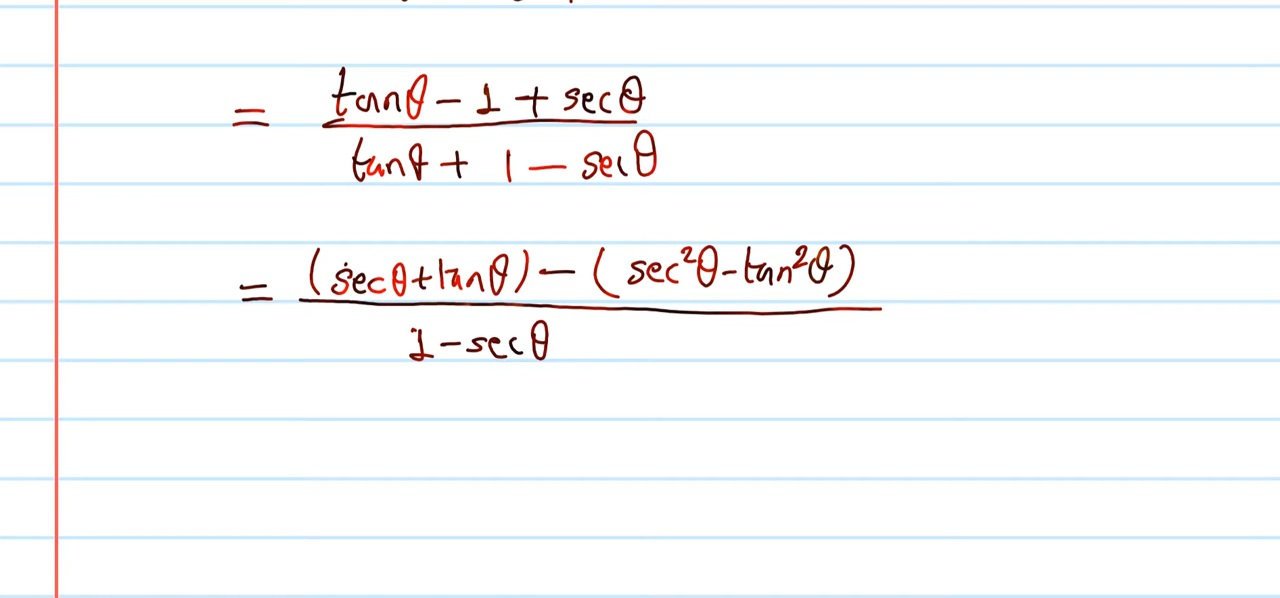 = (tanθ - 1 + secθ) / (tanθ + 1 - secθ)
= ((secθ + tanθ) - (sec²θ - tan²θ)) / (1 - secθ)